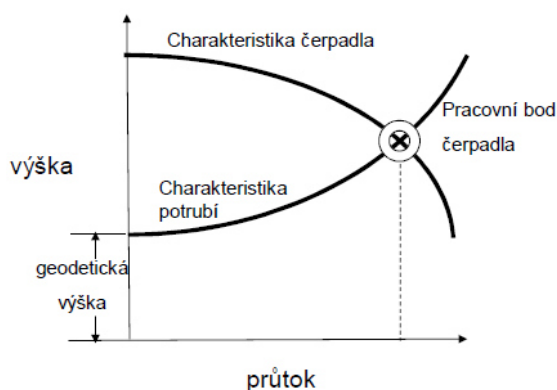 Charakteristika čerpadla
Pracovní bod
čerpadla
výška
Charakteristika
potrubí
geodetická
výška
průtok